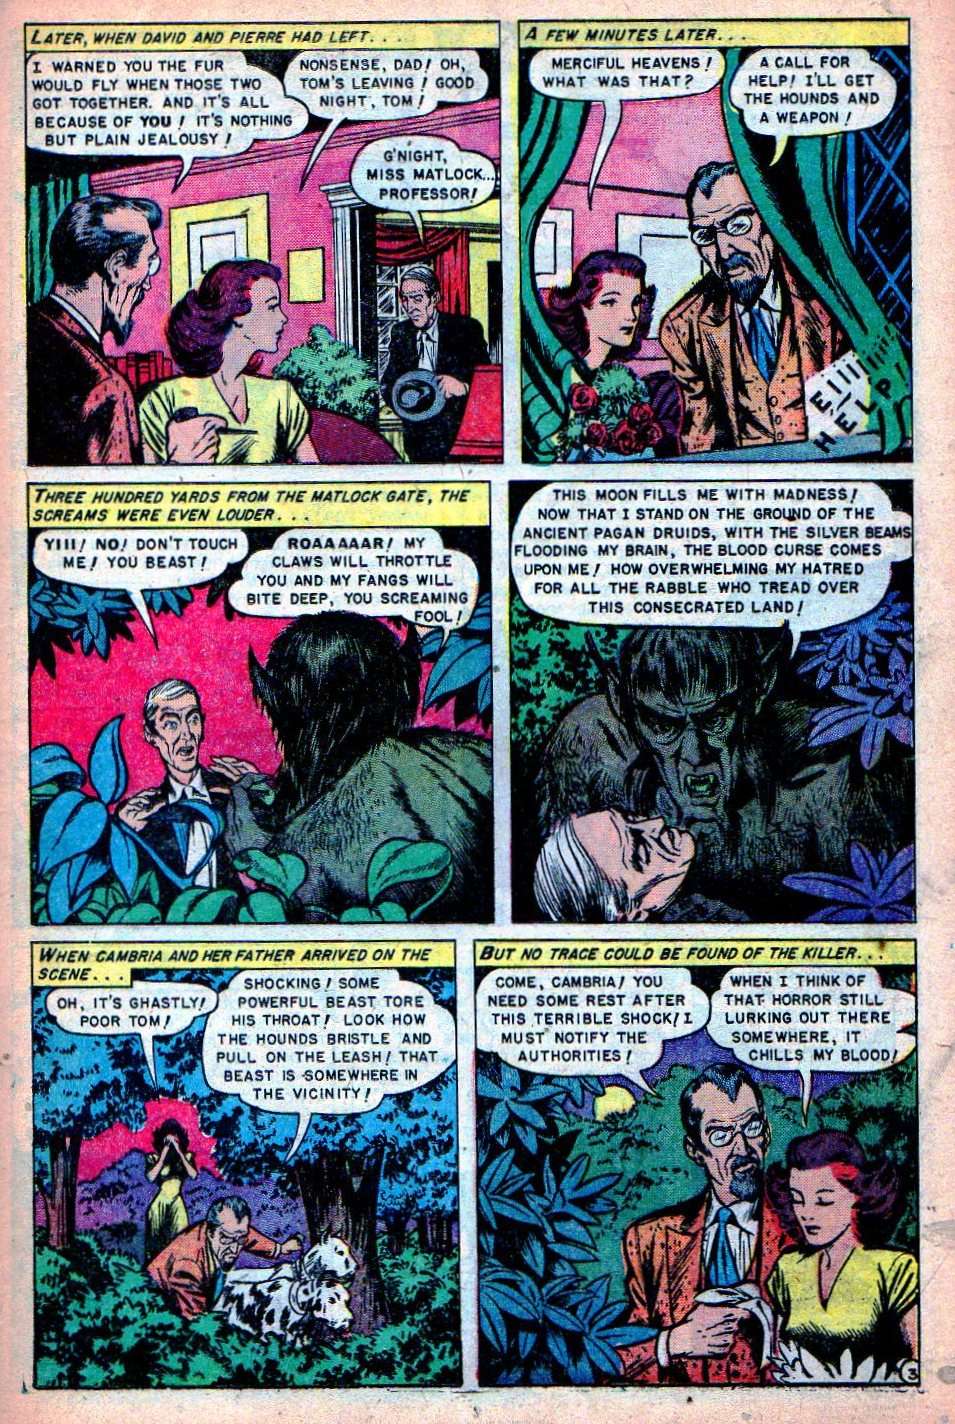 LATER, WHEN DAVID AND PIERRE HAD LEFT. . .
I WARNED YOU THE FUR
WOULD FLY WHEN THOSE TWO
GOT TOGETHER. AND IT'S ALL
BECAUSE OF YOU! IT'S NOTHING
BUT PLAIN JEALOUSY!
NONSENSE, DAD! OH,
TOM'S LEAVING! GOOD
NIGHT, TOM!
G'NIGHT,
MISS MATLOCK...
PROFESSOR!
A FEW MINUTES LATER. . .
MERCIFUL HEAVENS!
WHAT WAS THAT?
A CALL FOR
HELP! I'LL GET
THE HOUNDS AND
A WEAPON!
HELP!
THREE HUNDRED YARDS FROM THE MATLOCK GATE, THE
SCREAMS WERE EVEN LOUDER. . .
YIII! NO! DON'T TOUCH
ME! YOU BEAST!
ROAAAAAR! MY
CLAWS WILL THROTTLE
YOU AND MY FANGS WILL
BITE DEEP, YOU SCREAMING
FOOL!
THIS MOON FILLS ME WITH MADNESS!
NOW THAT I STAND ON THE GROUND OF THE
ANCIENT PAGAN DRUIDS, WITH THE SILVER BEAMS
FLOODING MY BRAIN, THE BLOOD CURSE COMES
UPON ME! HOW OVERWHELMING MY HATRED
FOR ALL THE RABBLE WHO TREAD OVER
THIS CONSECRATED LAND!
WHEN CAMBRIA AND HER FATHER ARRIVED ON THE
SCENE. . .
OH, IT'S GHASTLY!
POOR TOM!
SHOCKING! SOME
POWERFUL BEAST TORE
HIS THROAT! LOOK HOW
THE HOUNDS BRISTLE AND
PULL ON THE LEASH! THAT
BEAST IS SOMEWHERE IN
THE VICINITY!
BUT NO TRACE COULD BE FOUND OF THE KILLER. . .
COME, CAMBRIA! YOU
NEED SOME REST AFTER
THIS TERRIBLE SHOCK! I
MUST NOTIFY THE
AUTHORITIES!
WHEN I THINK OF
THAT HORROR STILL
LURKING OUT THERE
SOMEWHERE, IT
CHILLS MY BLOOD!
3